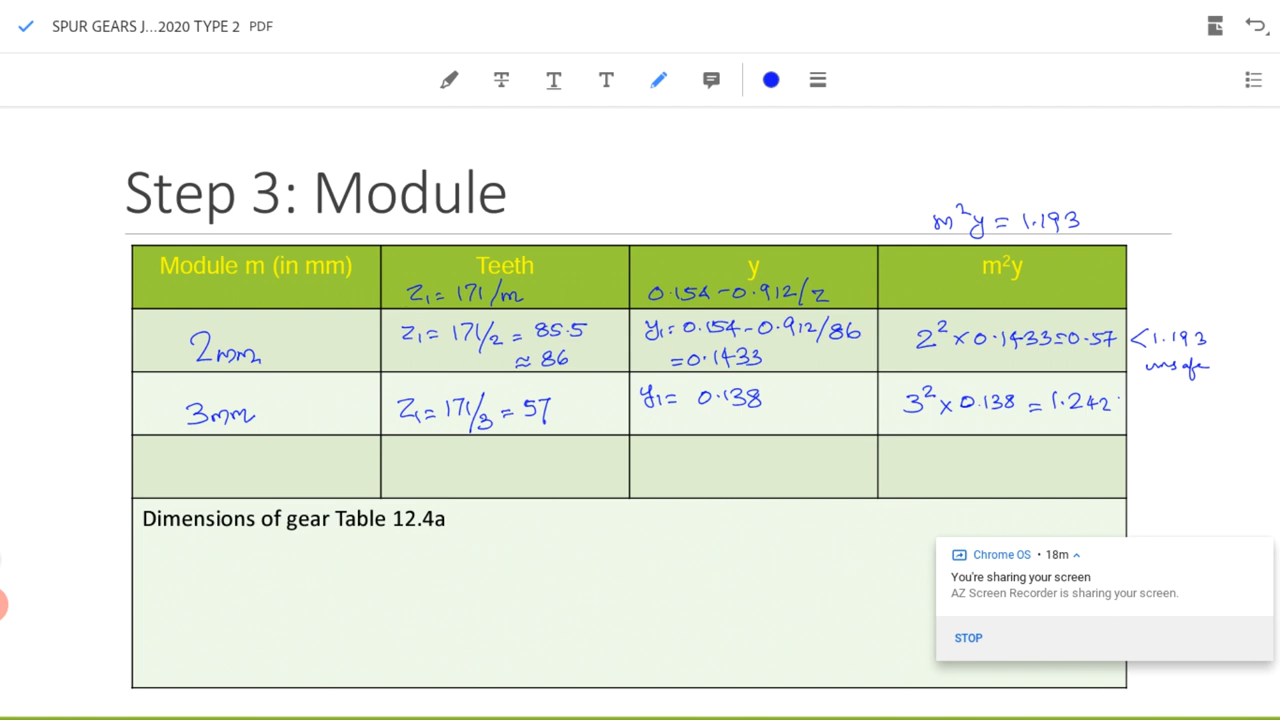 SPUR GEARS J...2020 TYPE 2 PDF
Step 3: Module
m²y = 1.193
Module m (in mm) Teeth y m²y
Z₁ = 171/m 0.154 - 0.912/z
2mm Z₁ = 171/2 = 85.5 y₁ = 0.154 - 0.912/86 2² × 0.1433 = 0.57 < 1.193
≈ 86 = 0.1433 unsafe
3mm Z₁ = 171/3 = 57 y₁ = 0.138 3² × 0.138 = 1.242
Dimensions of gear Table 12.4a
Chrome OS • 18m
You're sharing your screen
AZ Screen Recorder is sharing your screen.
STOP